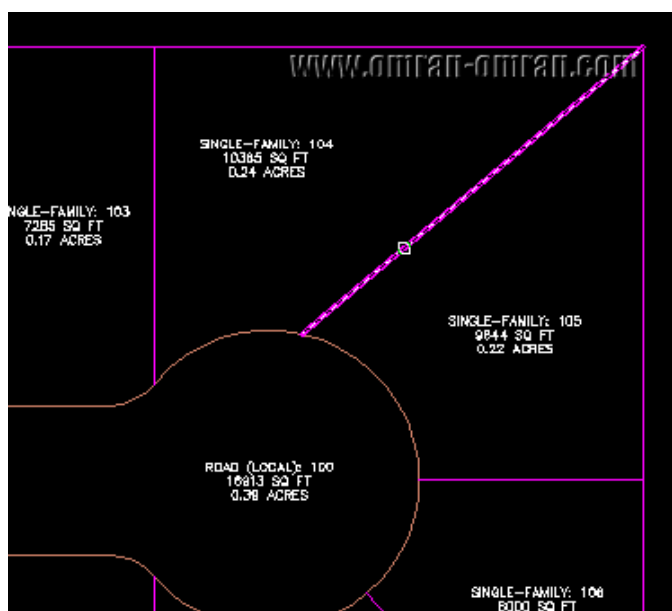 www.omran-omran.com
SINGLE-FAMILY: 104
10365 SQ FT
0.24 ACRES
NGLE-FAMILY: 103
7285 SQ FT
0.17 ACRES
SINGLE-FAMILY: 105
9644 SQ FT
0.22 ACRES
ROAD (LOCAL): 100
16913 SQ FT
0.39 ACRES
SINGLE-FAMILY: 106
SQ FT